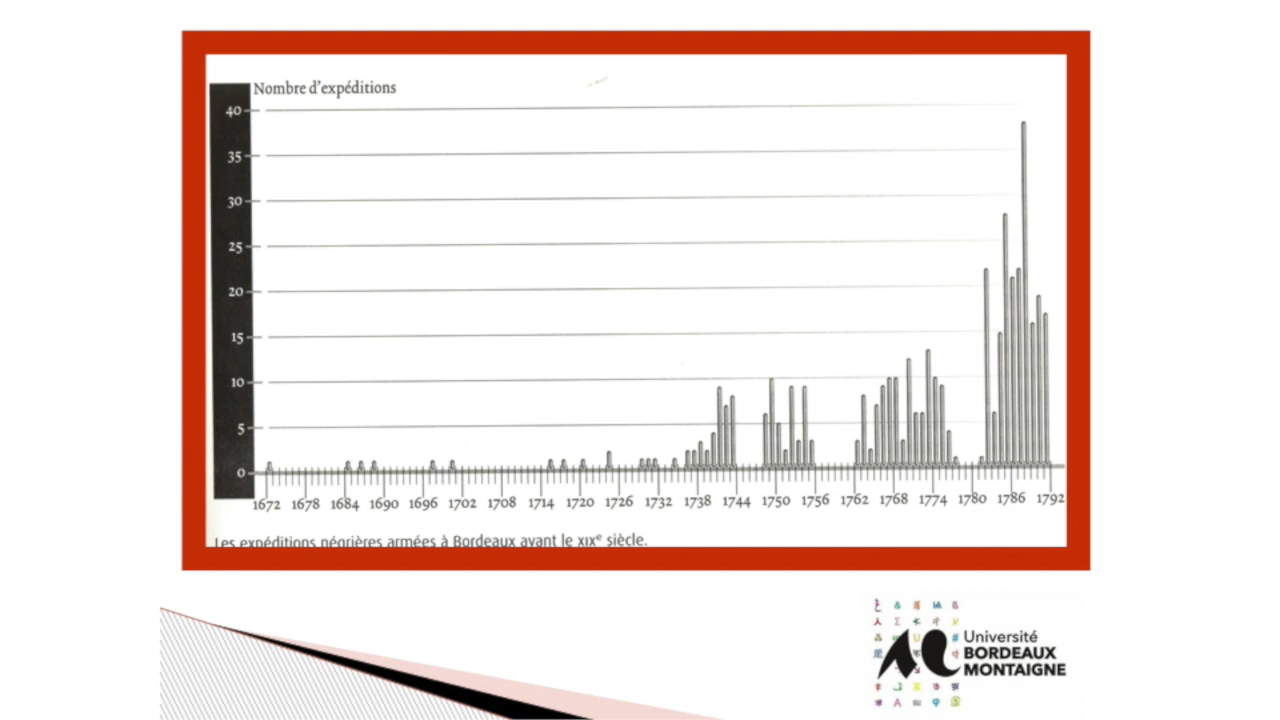 Nombre d'expéditions
40
35
30
25
20
15
10
5
0
1672 1678 1684 1690 1696 1702 1708 1714 1720 1726 1732 1738 1744 1750 1756 1762 1768 1774 1780 1786 1792
Les expéditions négrières armées à Bordeaux avant le XIXe siècle.
Université
BORDEAUX
MONTAIGNE